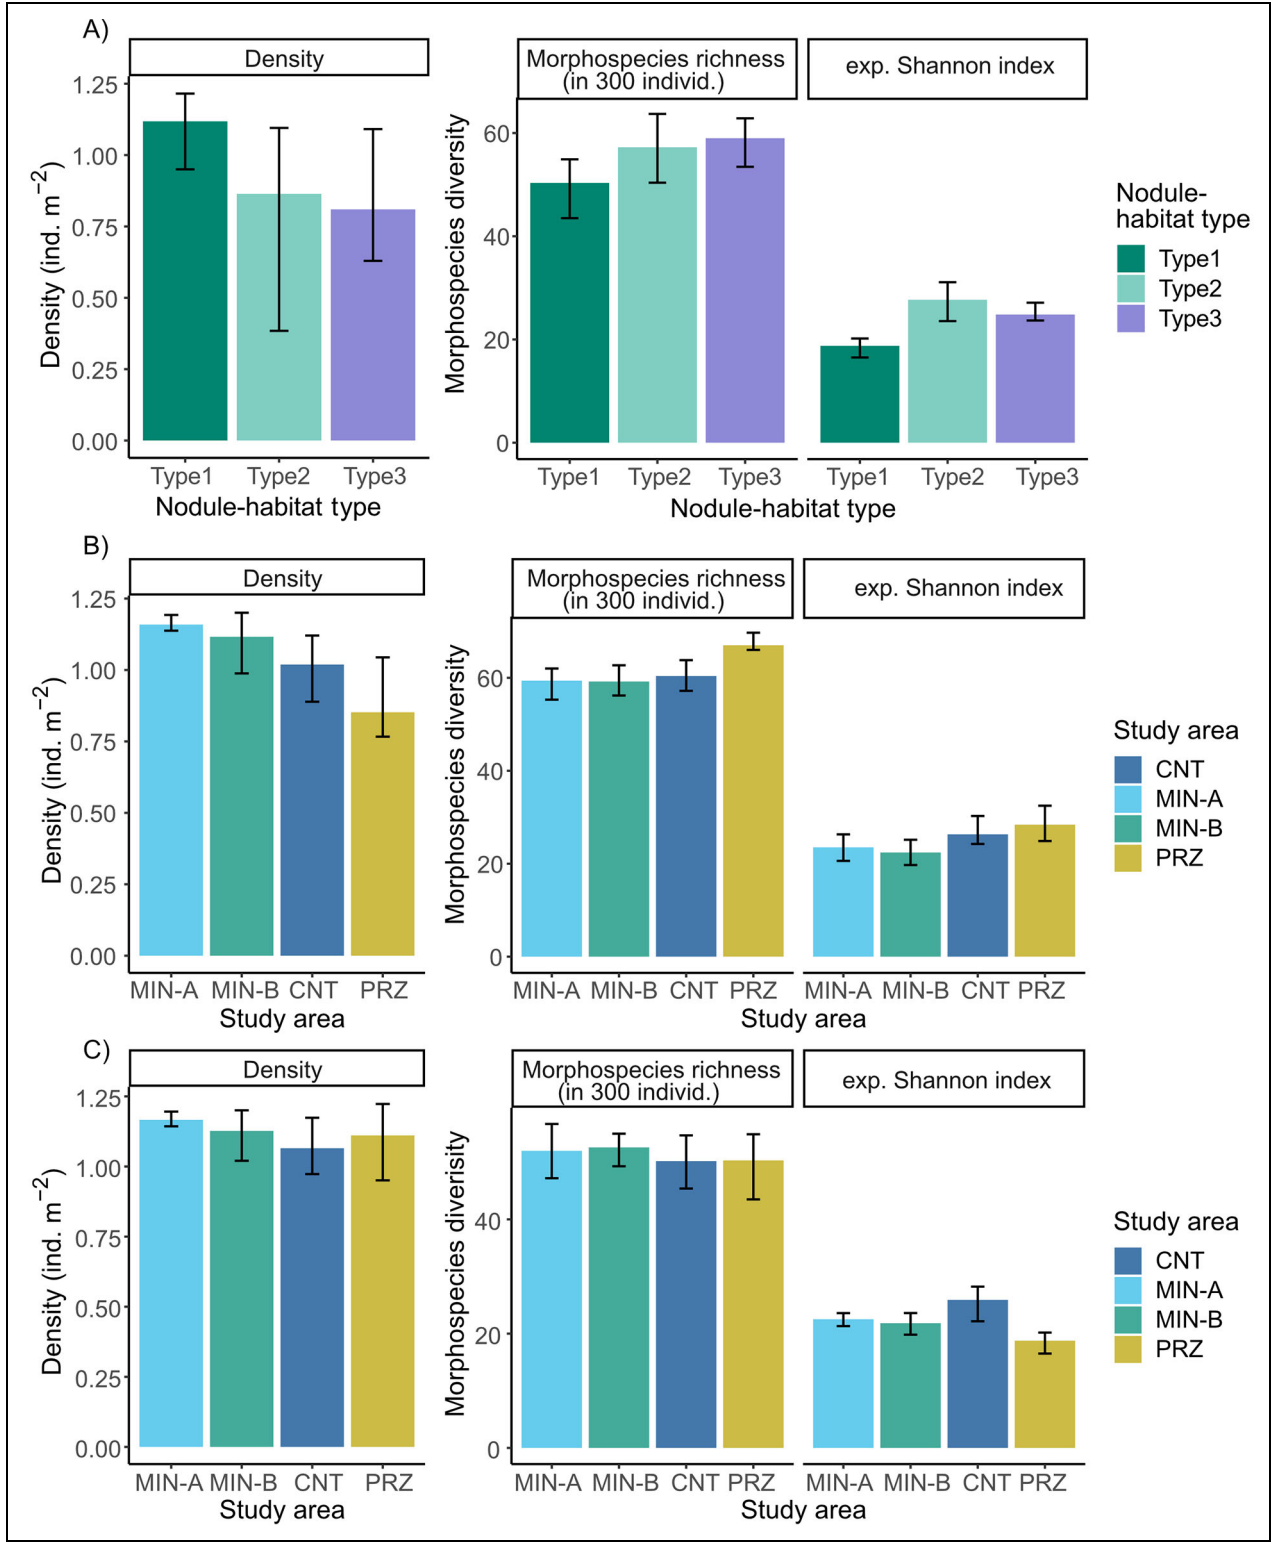 A)
Density
Morphospecies richness
(in 300 individ.)
exp. Shannon index
Density (ind. m−2)
1.25
1.00
0.75
0.50
0.25
0.00
Type1 Type2 Type3
Nodule-habitat type
Morphospecies diversity
60
40
20
0
Type1 Type2 Type3
Type1 Type2 Type3
Nodule-habitat type
Nodule-
habitat type
Type1
Type2
Type3
B)
Density
Morphospecies richness
(in 300 individ.)
exp. Shannon index
Density (ind. m−2)
1.25
1.00
0.75
0.50
0.25
0.00
MIN-A MIN-B CNT PRZ
Study area
Morphospecies diversity
60
40
20
0
MIN-A MIN-B CNT PRZ
MIN-A MIN-B CNT PRZ
Study area
Study area
CNT
MIN-A
MIN-B
PRZ
C)
Density
Morphospecies richness
(in 300 individ.)
exp. Shannon index
Density (ind. m−2)
1.25
1.00
0.75
0.50
0.25
0.00
MIN-A MIN-B CNT PRZ
Study area
Morphospecies diverisity
40
20
0
MIN-A MIN-B CNT PRZ
MIN-A MIN-B CNT PRZ
Study area
Study area
CNT
MIN-A
MIN-B
PRZ